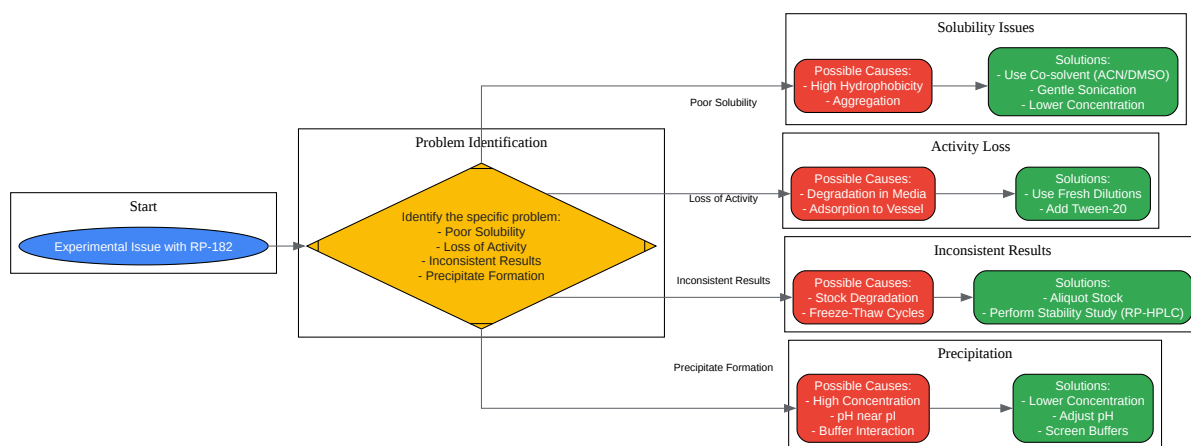 Start
Experimental Issue with RP-182
Problem Identification
Identify the specific problem:
- Poor Solubility
- Loss of Activity
- Inconsistent Results
- Precipitate Formation
Poor Solubility
Solubility Issues
Possible Causes:
- High Hydrophobicity
- Aggregation
Solutions:
- Use Co-solvent (ACN/DMSO)
- Gentle Sonication
- Lower Concentration
Loss of Activity
Activity Loss
Possible Causes:
- Degradation in Media
- Adsorption to Vessel
Solutions:
- Use Fresh Dilutions
- Add Tween-20
Inconsistent Results
Inconsistent Results
Possible Causes:
- Stock Degradation
- Freeze-Thaw Cycles
Solutions:
- Aliquot Stock
- Perform Stability Study (RP-HPLC)
Precipitate Formation
Precipitation
Possible Causes:
- High Concentration
- pH near pI
- Buffer Interaction
Solutions:
- Lower Concentration
- Adjust pH
- Screen Buffers